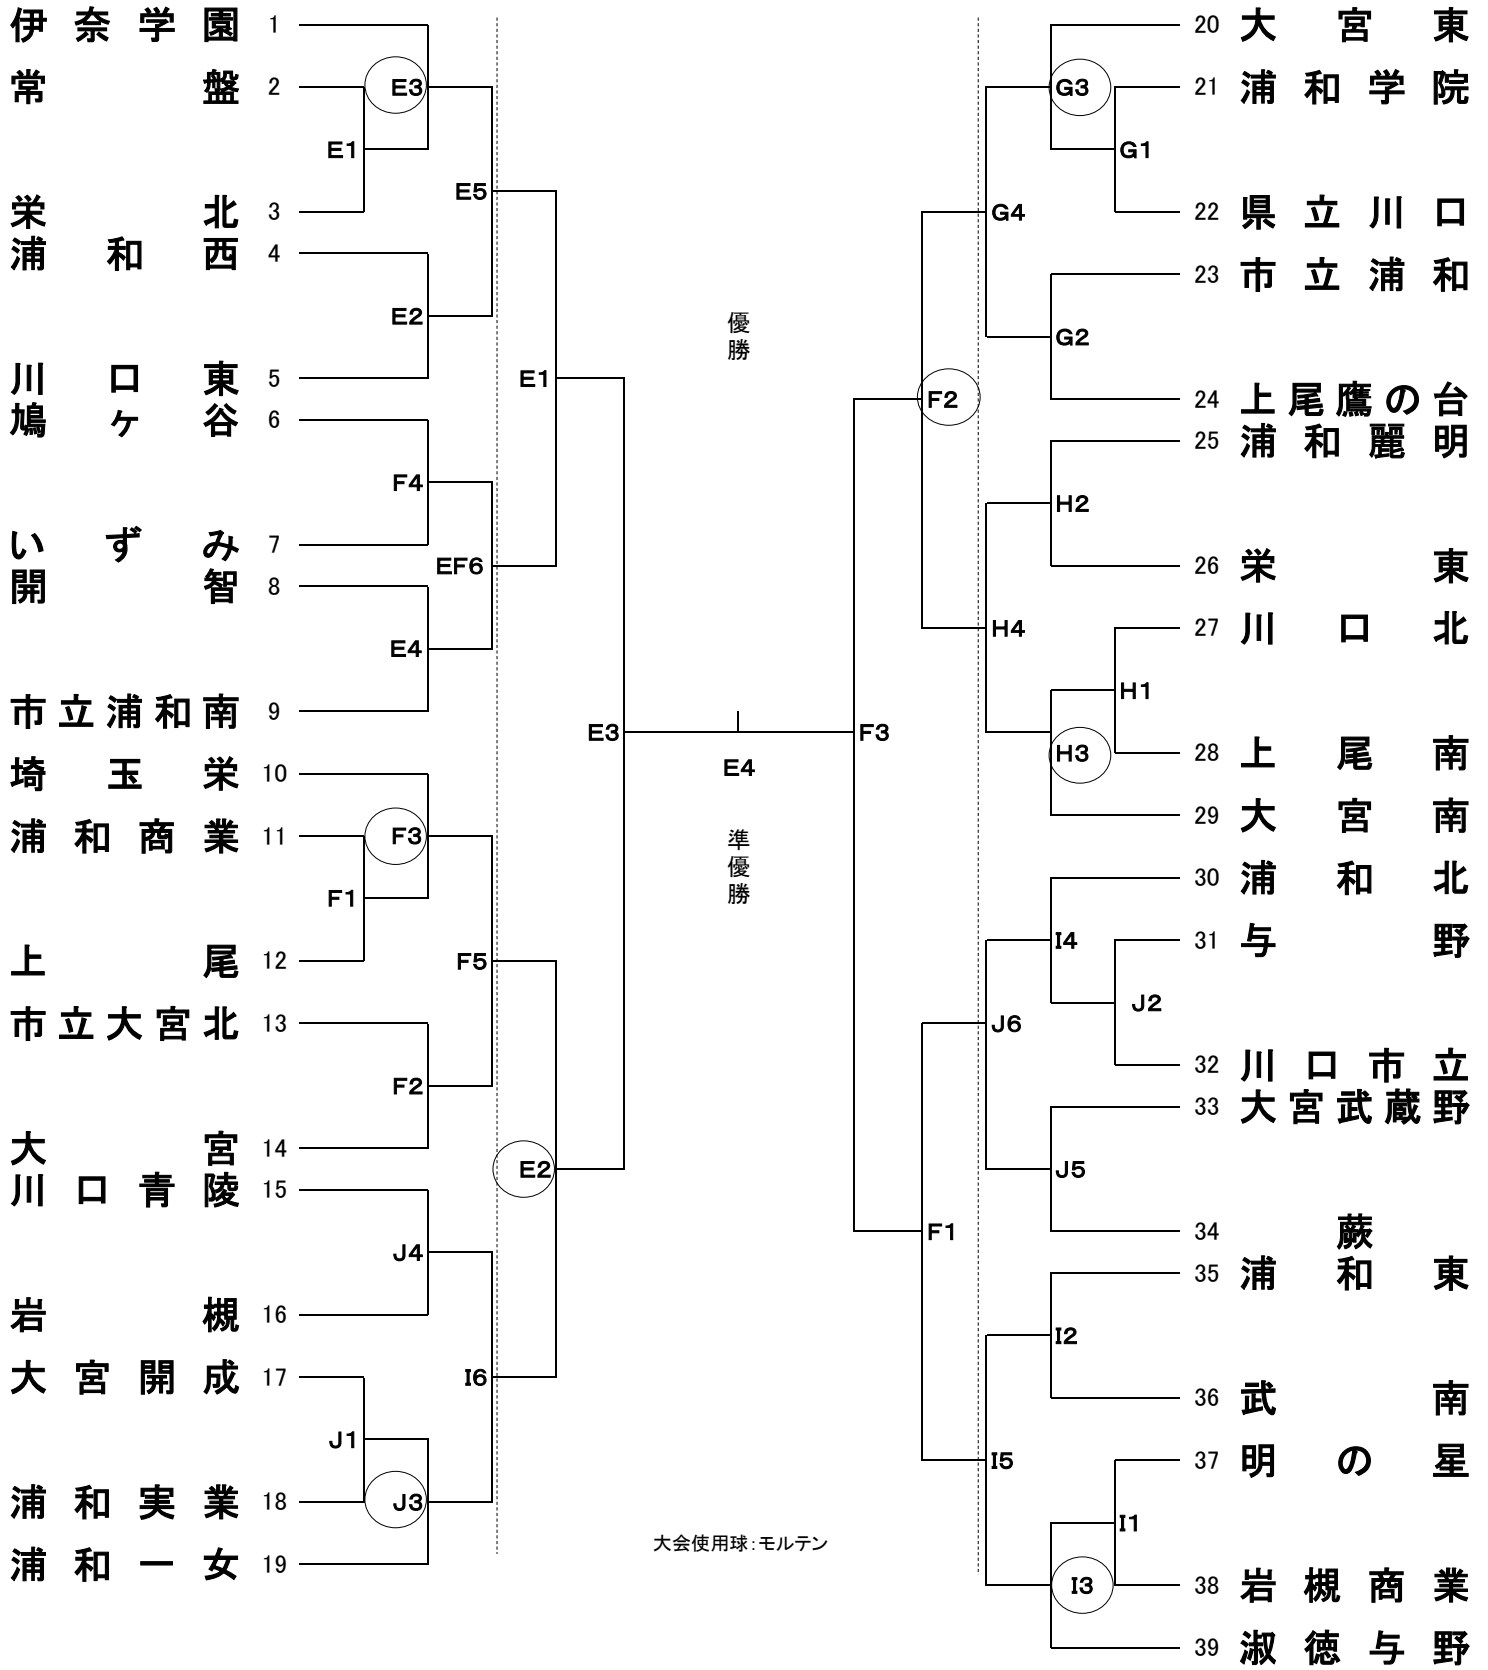 伊奈学園 1
常盤 2
E3
E1
栄北 3
E5
浦和西 4
E2
川口東 5
E1
鳩ヶ谷 6
F4
いずみ 7
EF6
開智 8
E4
市立浦和南 9
E3
埼玉栄 10
浦和商業 11
F3
F1
上尾 12
F5
市立大宮北 13
F2
大宮 14
E2
川口青陵 15
J4
岩槻 16
大宮開成 17
I6
J1
浦和実業 18
J3
浦和一女 19
優勝
E4
準優勝
大会使用球：モルテン
20 大宮東
G3
21 浦和学院
G1
G4
22 県立川口
23 市立浦和
G2
F2
24 上尾鷹の台
25 浦和麗明
H2
26 栄東
H4
27 川口北
H1
F3
H3
28 上尾南
29 大宮南
30 浦和北
I4
31 与野
J2
J6
32 川口市立
33 大宮武蔵野
J5
F1
34 蕨
35 浦和東
I2
36 武南
I5
37 明の星
I1
I3
38 岩槻商業
39 淑徳与野